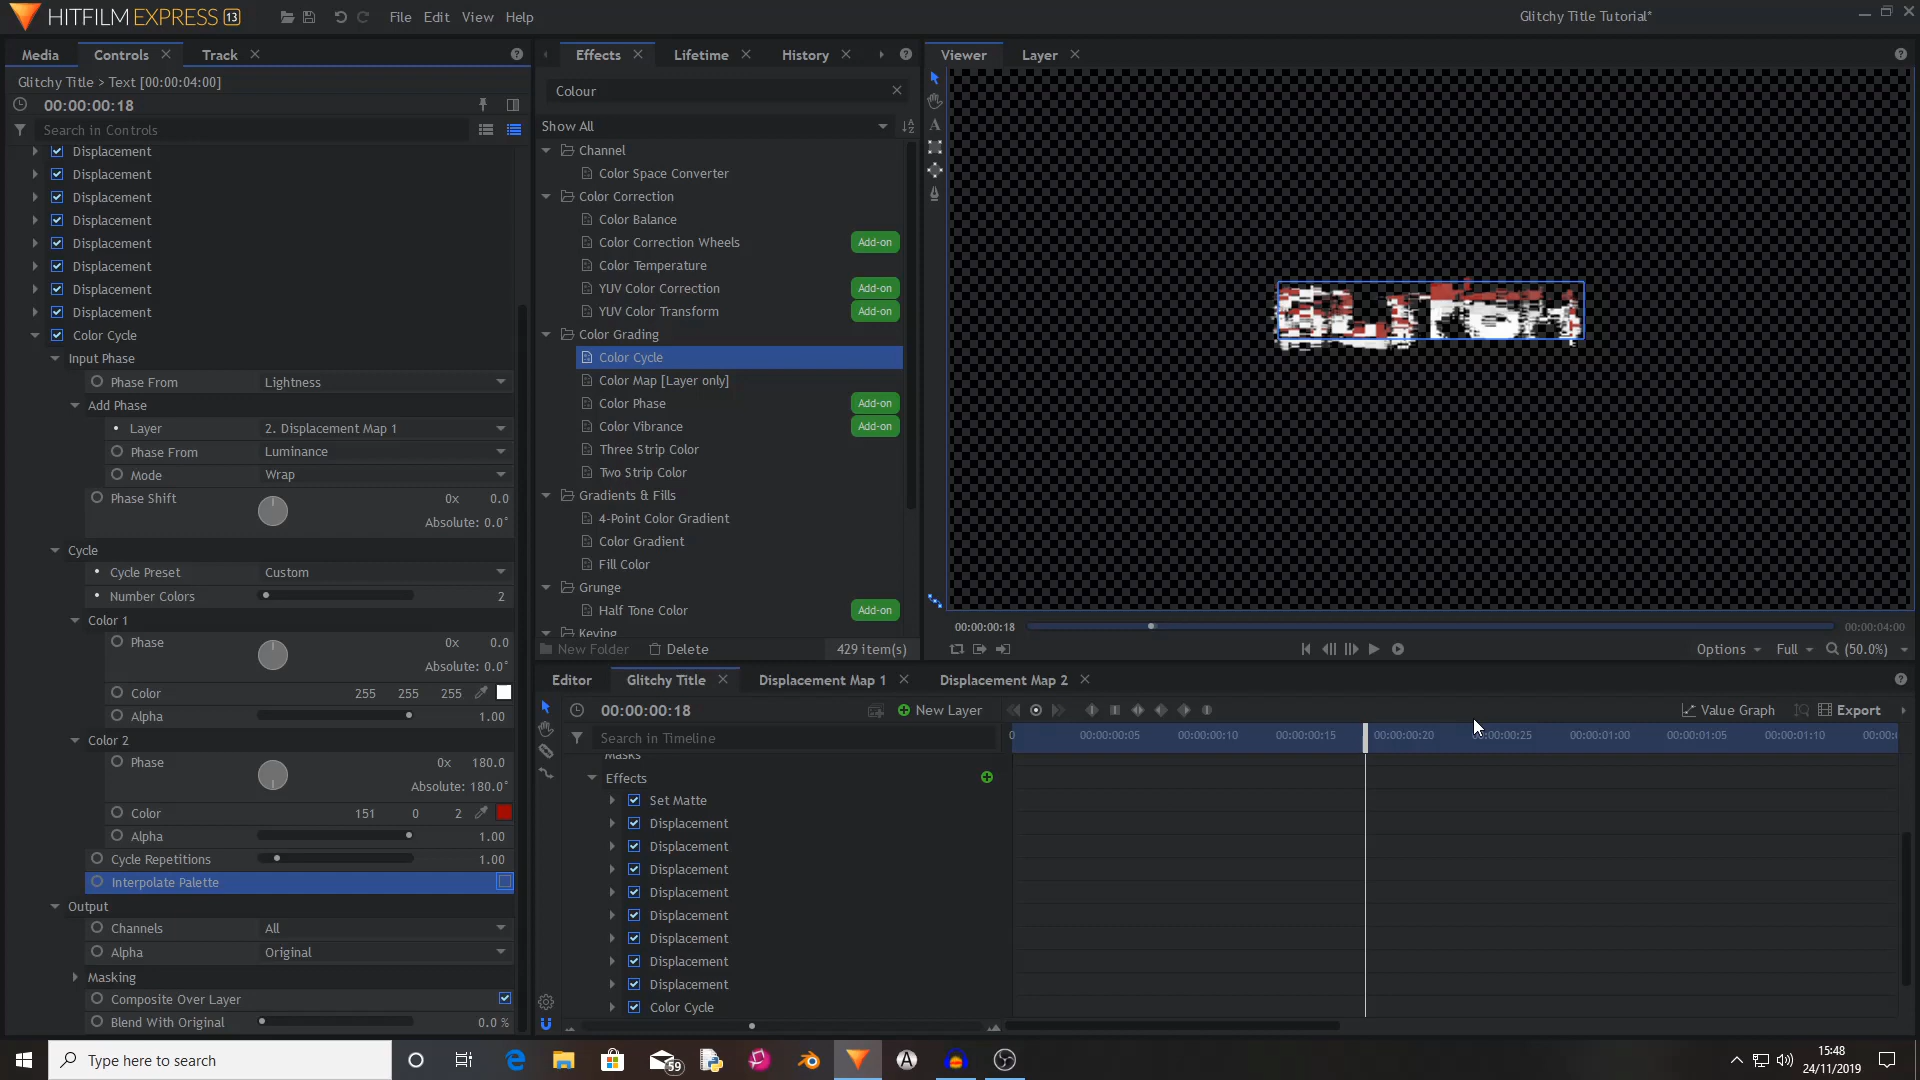 HITFILM EXPRESS 13 File Edit View Help Glitchy Title Tutorial*
Media Controls Track Effects Lifetime History Viewer Layer
Glitchy Title > Text [00:00:04:00]
00:00:00:18
Search in Controls
Displacement
Displacement
Displacement
Displacement
Displacement
Displacement
Displacement
Displacement
Color Cycle
Input Phase
Phase From Lightness
Add Phase
Layer 2. Displacement Map 1
Phase From Luminance
Mode Wrap
Phase Shift 0x 0.0
Absolute: 0.0°
Cycle
Cycle Preset Custom
Number Colors 2
Color 1
Phase 0x 0.0
Absolute: 0.0°
Color 255 255 255
Alpha 1.00
Color 2
Phase 0x 180.0
Absolute: 180.0°
Color 151 0 2
Alpha 1.00
Cycle Repetitions 1.00
Interpolate Palette
Output
Channels All
Alpha Original
Masking
Composite Over Layer
Blend With Original 0.0 %
Colour
Show All
Channel
Color Space Converter
Color Correction
Color Balance
Color Correction Wheels Add-on
Color Temperature
YUV Color Correction Add-on
YUV Color Transform Add-on
Color Grading
Color Cycle
Color Map [Layer only]
Color Phase Add-on
Color Vibrance Add-on
Three Strip Color
Two Strip Color
Gradients & Fills
4-Point Color Gradient
Color Gradient
Fill Color
Grunge
Half Tone Color Add-on
Keying
New Folder Delete 429 item(s)
00:00:00:18 00:00:04:00
Options Full (50.0%)
Editor Glitchy Title Displacement Map 1 Displacement Map 2
00:00:00:18 New Layer Value Graph Export
Search in Timeline
0 00:00:00:05 00:00:00:10 00:00:00:15 00:00:00:20 00:00:00:25 00:00:01:00 00:00:01:05 00:00:01:10 00:00:
Masks
Effects
Set Matte
Displacement
Displacement
Displacement
Displacement
Displacement
Displacement
Displacement
Displacement
Color Cycle
Type here to search
59
15:48
24/11/2019